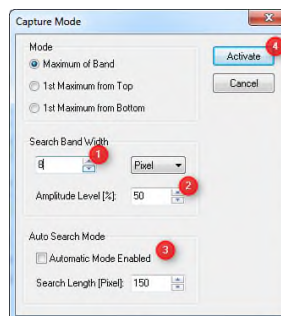 Capture Mode
Mode
Maximum of Band
1st Maximum from Top
1st Maximum from Bottom
Activate
4
Cancel
Search Band Width
8
1
Pixel
Amplitude Level [%]:
50
2
Auto Search Mode
3
Automatic Mode Enabled
Search Length [Pixel]:
150